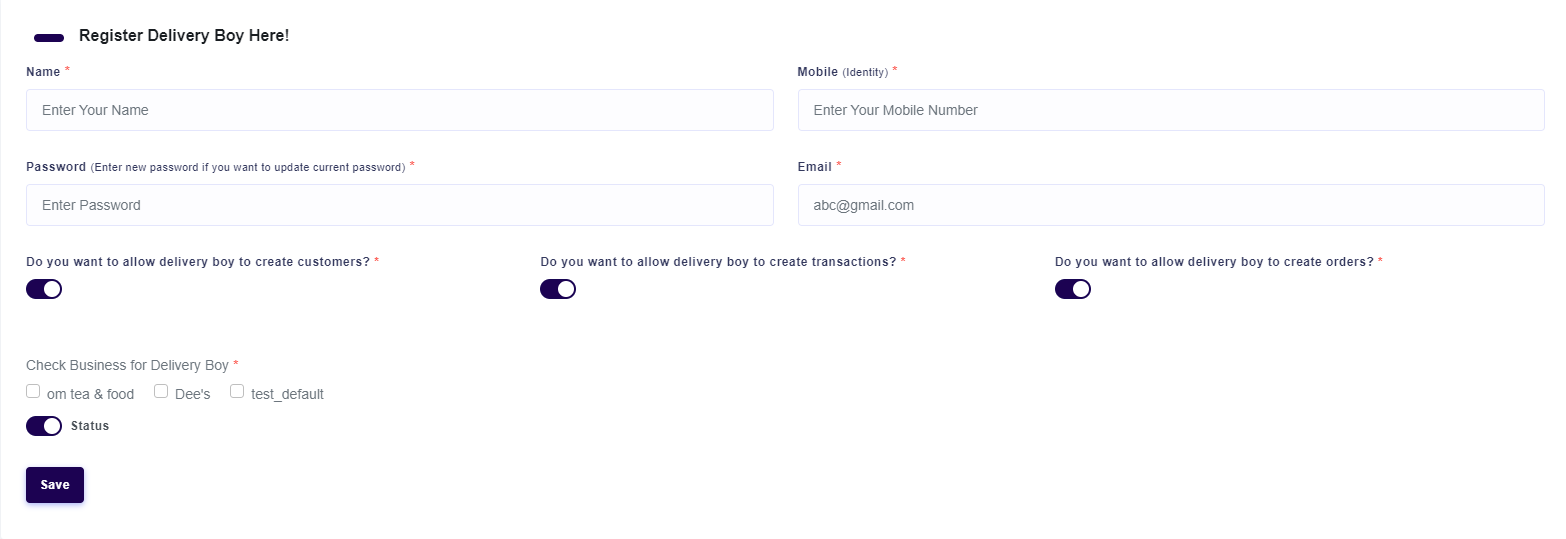 Register Delivery Boy Here!
Name * Mobile (Identity) *
Enter Your Name Enter Your Mobile Number
Password (Enter new password if you want to update current password) * Email *
Enter Password abc@gmail.com
Do you want to allow delivery boy to create customers? * Do you want to allow delivery boy to create transactions? * Do you want to allow delivery boy to create orders? *
Check Business for Delivery Boy *
om tea & food Dee's test_default
Status
Save